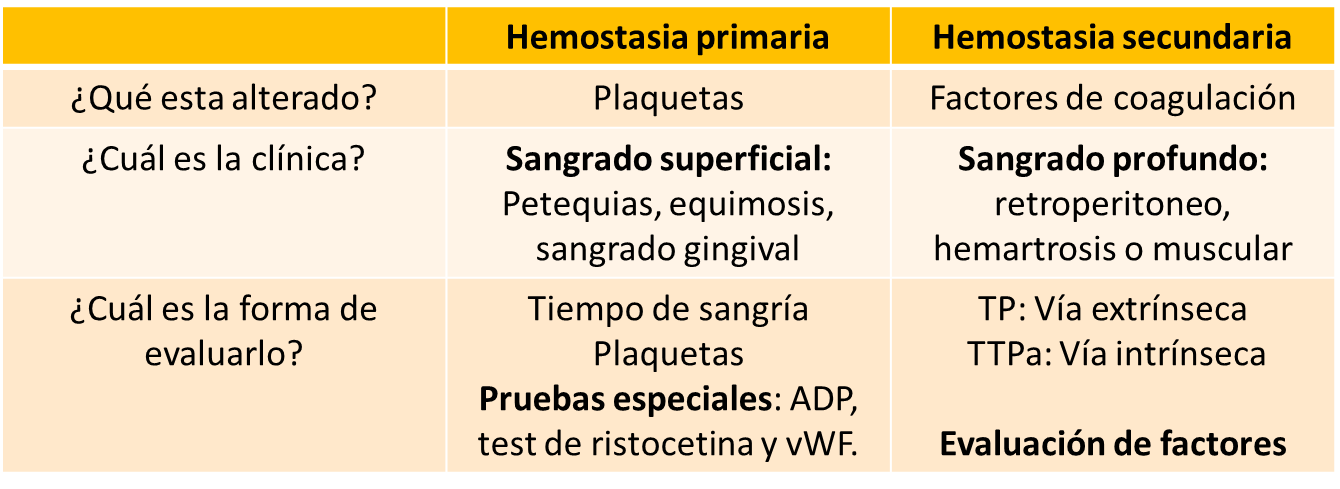 Hemostasia primaria
Hemostasia secundaria
¿Qué esta alterado?
Plaquetas
Factores de coagulación
¿Cuál es la clínica?
Sangrado superficial:
Petequias, equimosis,
sangrado gingival
Sangrado profundo:
retroperitoneo,
hemartrosis o muscular
¿Cuál es la forma de
evaluarlo?
Tiempo de sangría
Plaquetas
Pruebas especiales: ADP,
test de ristocetina y vWF.
TP: Vía extrínseca
TTPa: Vía intrínseca
Evaluación de factores